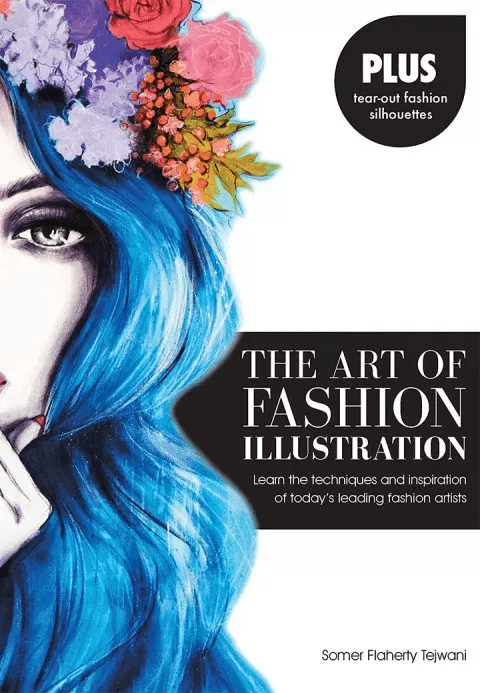 PLUS
tear-out fashion
silhouettes
THE ART OF
FASHION
ILLUSTRATION
Learn the techniques and inspiration
of today's leading fashion artists
Somer Flaherty Tejwani